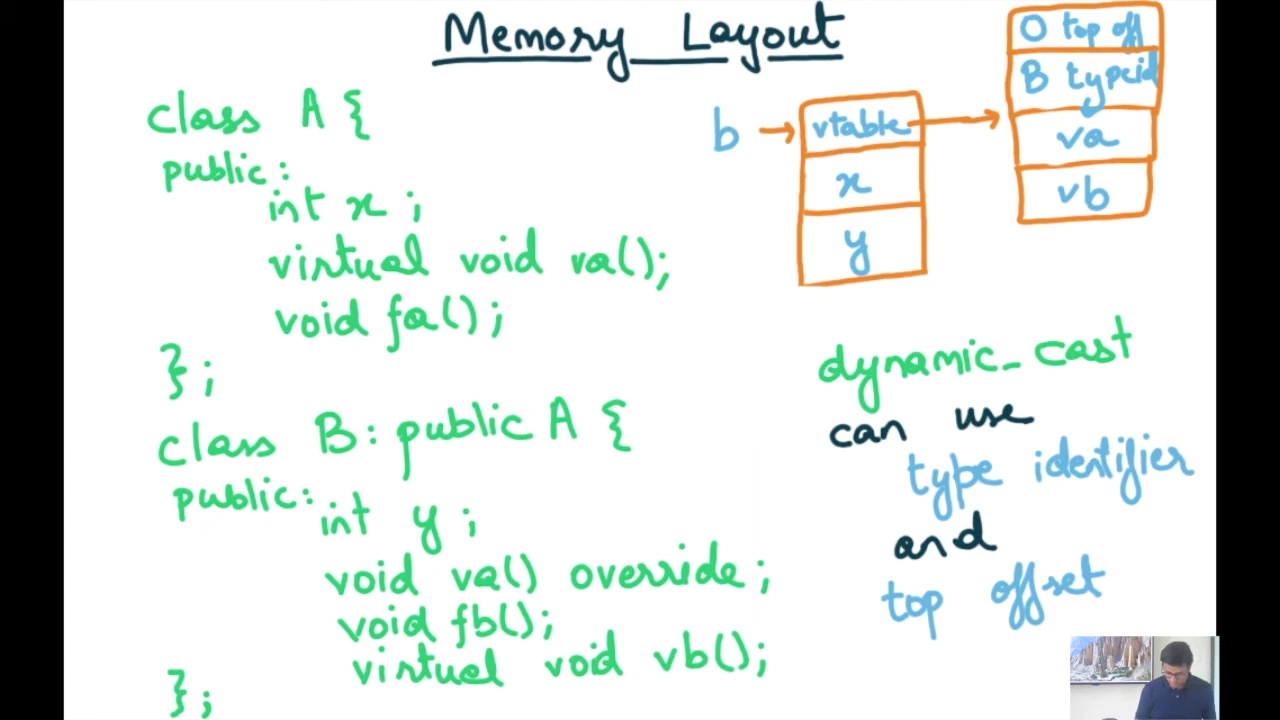 Memory Layout
class A {
public:
int x ;
virtual void va();
void fa();
};
class B: public A {
public:
int y ;
void va() override;
void fb();
virtual void vb();
};
b
vtable
x
y
0 top off
B typeid
va
vb
dynamic_cast
can use
type identifier
and
top offset